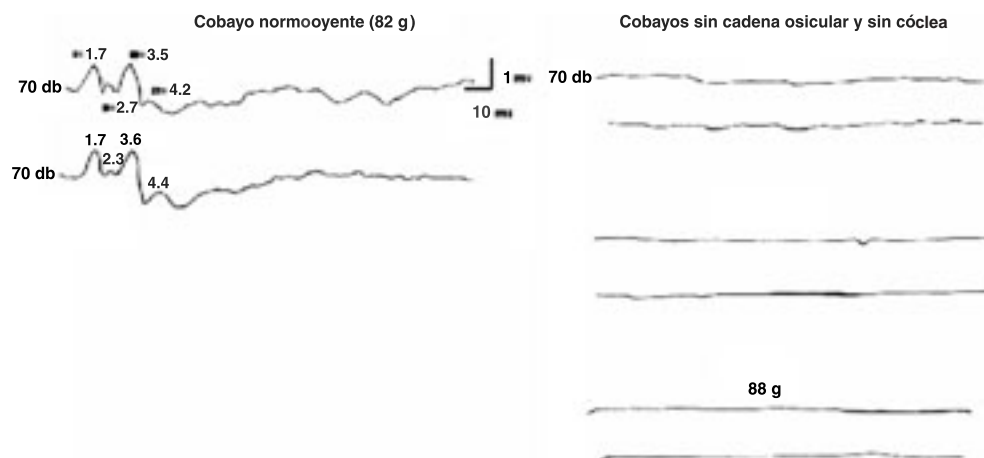 Cobayo normooyente (82 g)
1.7
3.5
70 db
4.2
2.7
1
10
1.7
3.6
2.3
70 db
4.4
Cobayos sin cadena osicular y sin cóclea
70 db
88 g